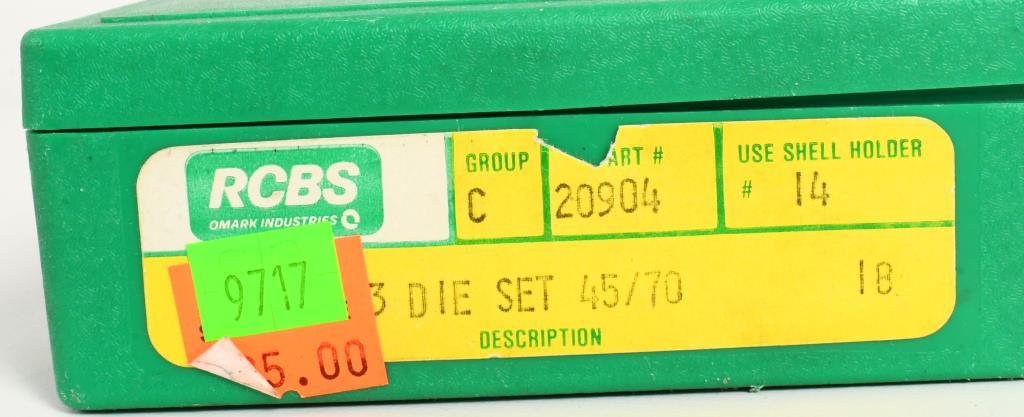 RCBS
OMARK INDUSTRIES
GROUP
C
ART #
20904
USE SHELL HOLDER
# 14
3 DIE SET 45/70 18
DESCRIPTION
9717
5.00